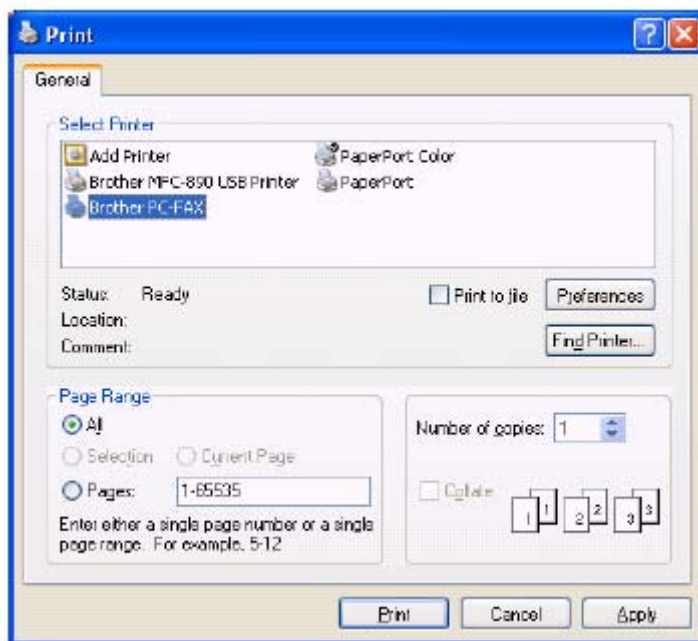 Print
General
Select Printer
Add Printer
PaperPort Color
Brother MFC-890 USB Printer
PaperPort
Brother PC-FAX
Status: Ready
Print to file
Preferences
Location:
Comment:
Find Printer...
Page Range
All
Selection
Current Page
Pages: 1-65535
Enter either a single page number or a single
page range. For example, 5-12
Number of copies: 1
Collate
1 1 2 2 3 3
Print
Cancel
Apply